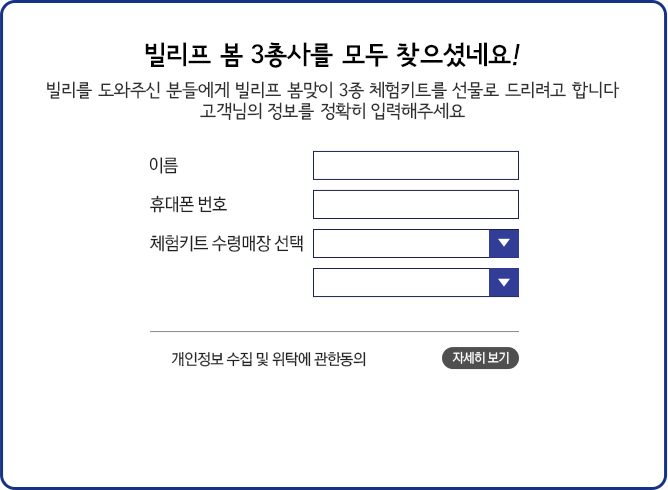 빌리프 봄 3총사를 모두 찾으셨네요!
빌리를 도와주신 분들에게 빌리프 봄맞이 3종 체험키트를 선물로 드리려고 합니다
고객님의 정보를 정확히 입력해주세요
이름
휴대폰 번호
체험키트 수령매장 선택
개인정보 수집 및 위탁에 관한동의
자세히 보기